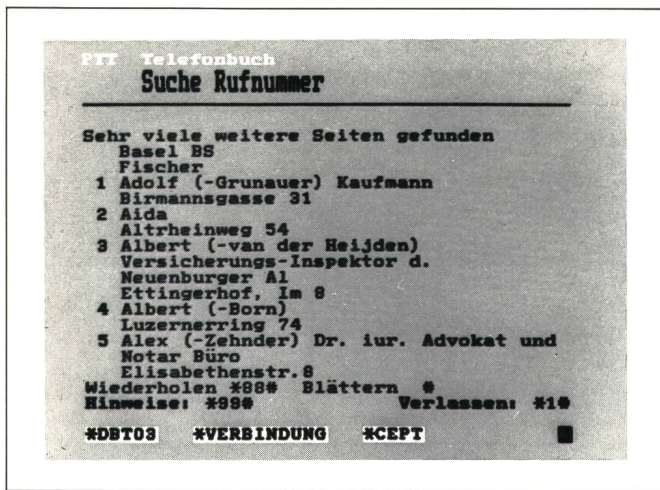 PTT Telefonbuch
Suche Rufnummer
Sehr viele weitere Seiten gefunden
Basel BS
Fischer
1 Adolf (-Grunauer) Kaufmann
Birmannsgasse 31
2 Aida
Altrheinweg 54
3 Albert (-van der Heijden)
Versicherungs-Inspektor d.
Neuenburger Al
Ettingerhof, Im 8
4 Albert (-Born)
Luzernerring 74
5 Alex (-Zehnder) Dr. iur. Advokat und
Notar Büro
Elisabethenstr.8
Wiederholen *88# Blättern #
Hinweise: *99# Verlassen: *1#
*DBT03 *VERBINDUNG *CEPT